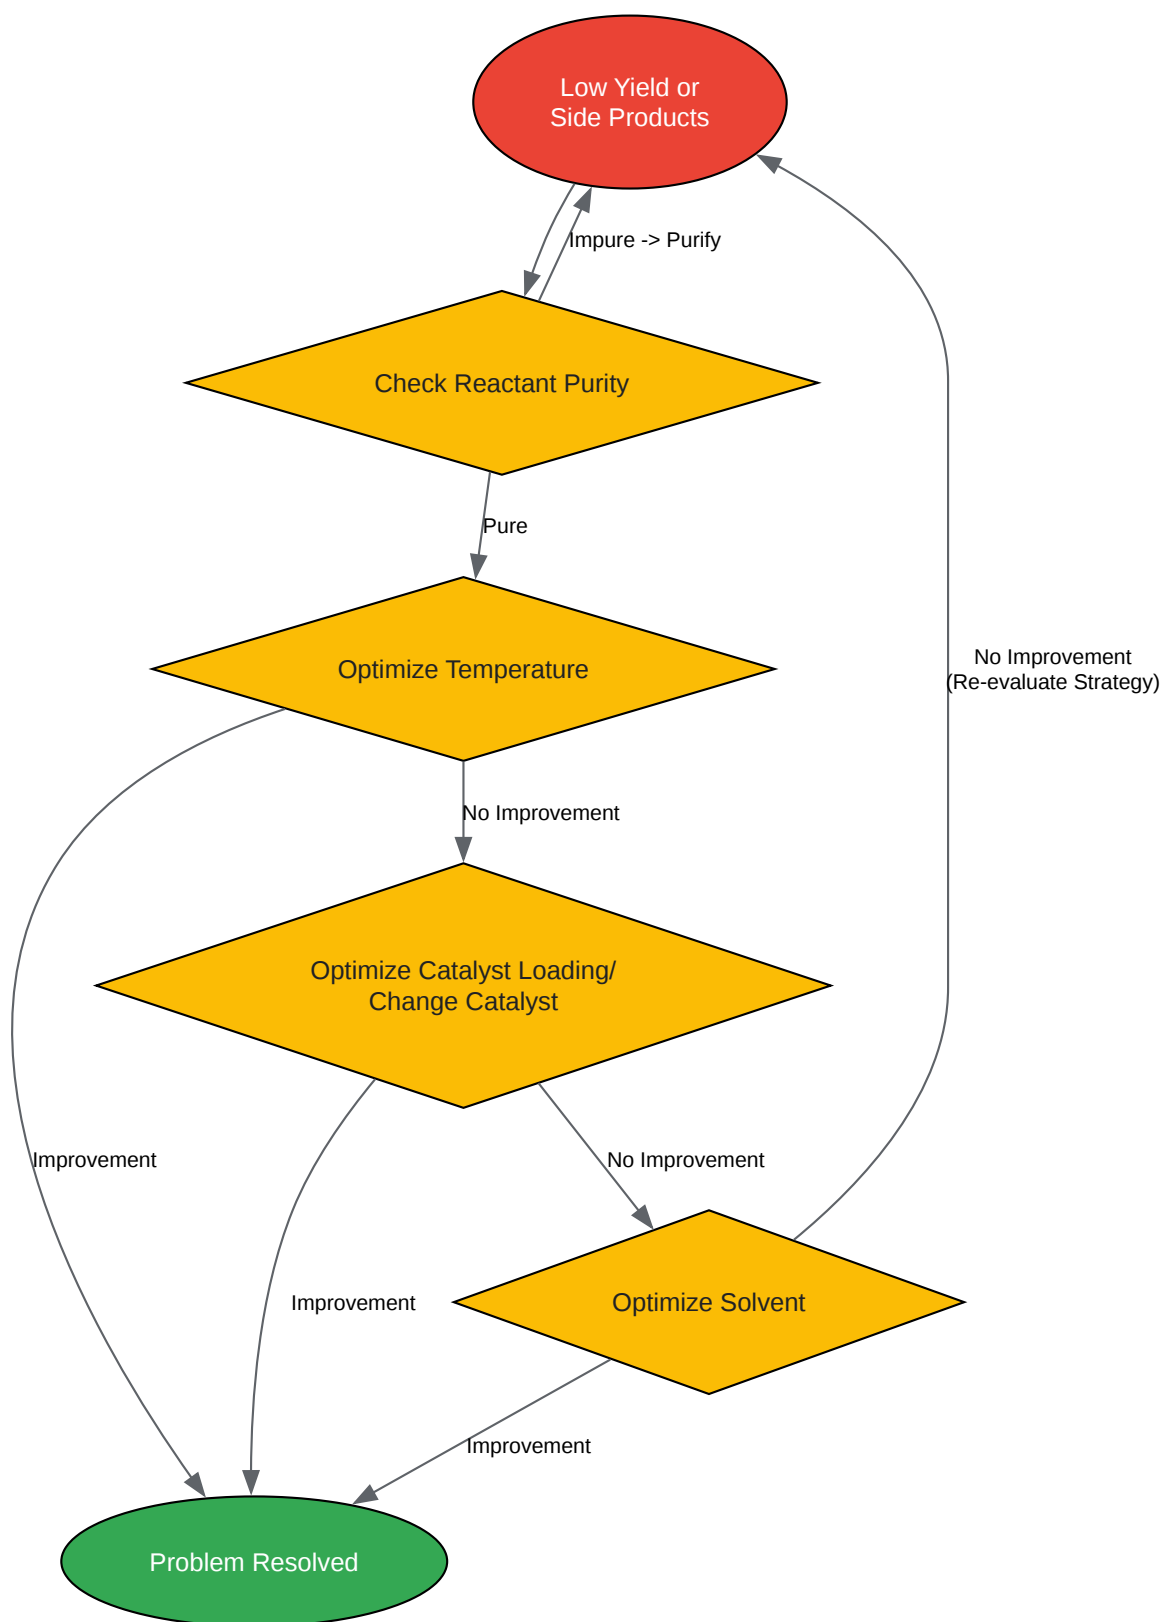 Low Yield or
Side Products
Impure -> Purify
Check Reactant Purity
Pure
Optimize Temperature
No Improvement
(Re-evaluate Strategy)
No Improvement
Optimize Catalyst Loading/
Change Catalyst
Improvement
No Improvement
Improvement
Optimize Solvent
Improvement
Problem Resolved